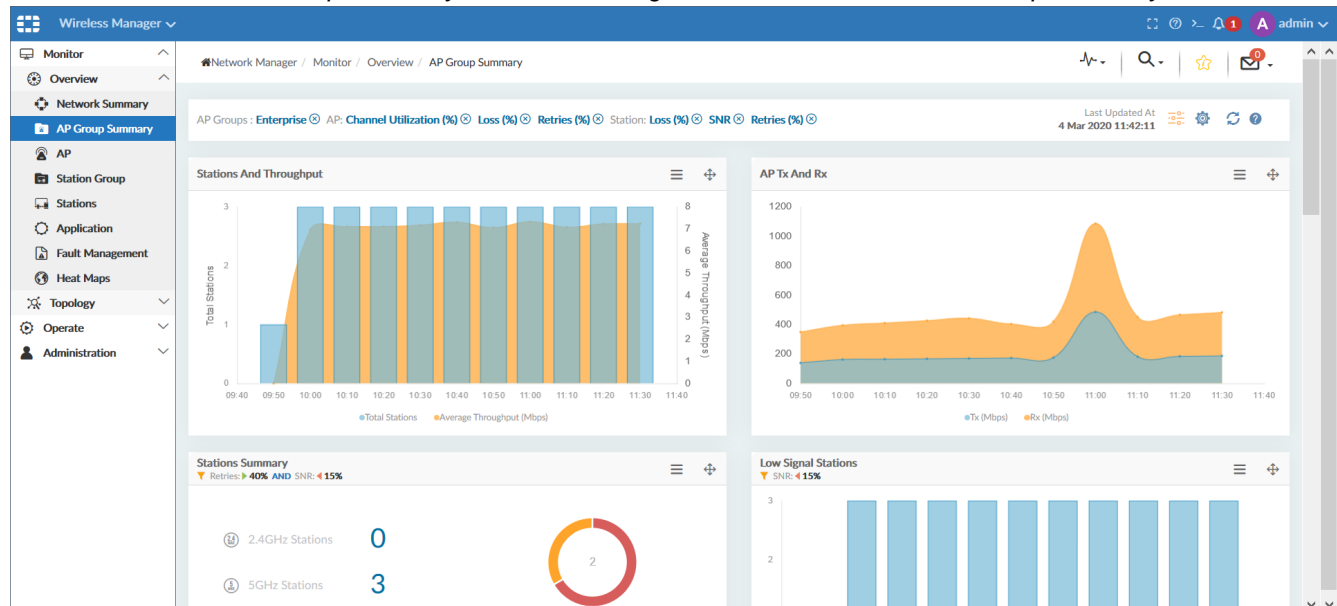 Wireless Manager
1
A
admin
Monitor
Overview
Network Summary
AP Group Summary
AP
Station Group
Stations
Application
Fault Management
Heat Maps
Topology
Operate
Administration
Network Manager / Monitor / Overview / AP Group Summary
0
AP Groups : Enterprise AP: Channel Utilization (%) Loss (%) Retries (%) Station: Loss (%) SNR Retries (%)
Last Updated At
4 Mar 2020 11:42:11
Stations And Throughput
3
2
1
0
Total Stations
8
7
6
5
4
3
2
1
0
Average Throughput (Mbps)
09:40 09:50 10:00 10:10 10:20 10:30 10:40 10:50 11:00 11:10 11:20 11:30 11:40
Total Stations Average Throughput (Mbps)
AP Tx And Rx
1200
1000
800
600
400
200
0
09:50 10:00 10:10 10:20 10:30 10:40 10:50 11:00 11:10 11:20 11:30 11:40
Tx (Mbps) Rx (Mbps)
Stations Summary
Retries: 40% AND SNR: 15%
2.4GHz Stations 0
5GHz Stations 3
2
Low Signal Stations
SNR: 15%
3
2